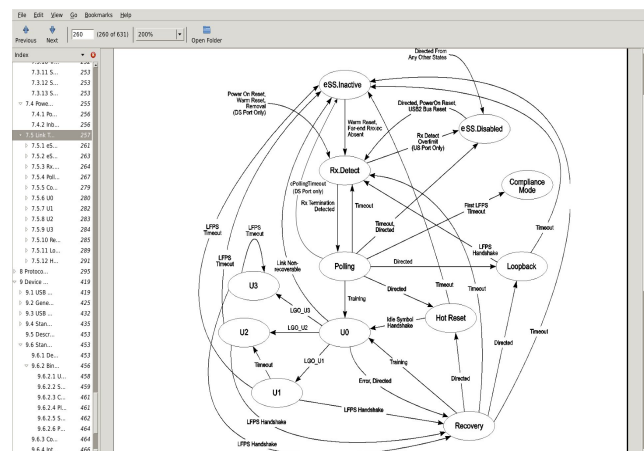 File Edit View Go Bookmarks Help
Previous Next 260 (260 of 631) 200% Open Folder
Index
7.3.11 S... 253
7.3.12 S... 253
7.3.13 S... 253
7.4 Powe... 255
7.4.1 Po... 256
7.4.2 Inb... 256
7.5 Link T... 257
7.5.1 eS... 261
7.5.2 eS... 263
7.5.3 Rx.... 264
7.5.4 Poll... 267
7.5.5 Co... 279
7.5.6 U0 280
7.5.7 U1 282
7.5.8 U2 283
7.5.9 U3 284
7.5.10 Re... 285
7.5.11 Lo... 289
7.5.12 H... 291
8 Protoco... 295
9 Device ... 419
9.1 USB ... 419
9.2 Gene... 425
9.3 USB ... 432
9.4 Stan... 435
9.5 Descr... 453
9.6 Stan... 453
9.6.1 De... 453
9.6.2 Bin... 456
9.6.2.1 U... 458
9.6.2.2 S... 459
9.6.2.3 C... 461
9.6.2.4 Pl... 461
9.6.2.5 S... 462
9.6.2.6 P... 464
9.6.3 Co... 464
9.6.4 Int... 466
Directed From
Any Other States
eSS.Inactive
Power On Reset,
Warm Reset,
Removal
(DS Port Only)
Warm Reset,
Far-end Rx
Absent
Directed, PowerOn Reset,
USB2 Bus Reset
eSS.Disabled
Rx Detect
Overlimit
(US Port Only)
Rx.Detect
cPollingTimeout
(DS Port only)
Timeout
Rx Termination
Detected
Timeout,
Directed
First LFPS
Timeout
Compliance
Mode
LFPS
Timeout
LFPS
Timeout
Link Non-
recoverable
Timeout
LFPS
Handshake
Polling
Directed
Loopback
U3
Training
Directed
Timeout
LGO_U3
Idle Symbol
Handshake
Hot Reset
U2
LGO_U2
U0
Timeout
LGO_U1
Training
Directed
U1
Error, Directed
Directed
LFPS Handshake
LFPS Handshake
Recovery
LFPS Handshake